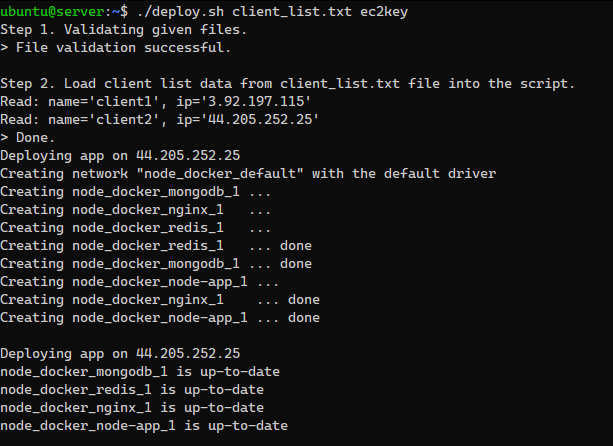 ubuntu@server:~$ ./deploy.sh client_list.txt ec2key
Step 1. Validating given files.
> File validation successful.

Step 2. Load client list data from client_list.txt file into the script.
Read: name='client1', ip='3.92.197.115'
Read: name='client2', ip='44.205.252.25'
> Done.
Deploying app on 44.205.252.25
Creating network "node_docker_default" with the default driver
Creating node_docker_mongodb_1 ...
Creating node_docker_nginx_1   ...
Creating node_docker_redis_1   ...
Creating node_docker_redis_1   ... done
Creating node_docker_mongodb_1 ... done
Creating node_docker_node-app_1 ...
Creating node_docker_nginx_1    ... done
Creating node_docker_node-app_1 ... done

Deploying app on 44.205.252.25
node_docker_mongodb_1 is up-to-date
node_docker_redis_1 is up-to-date
node_docker_nginx_1 is up-to-date
node_docker_node-app_1 is up-to-date